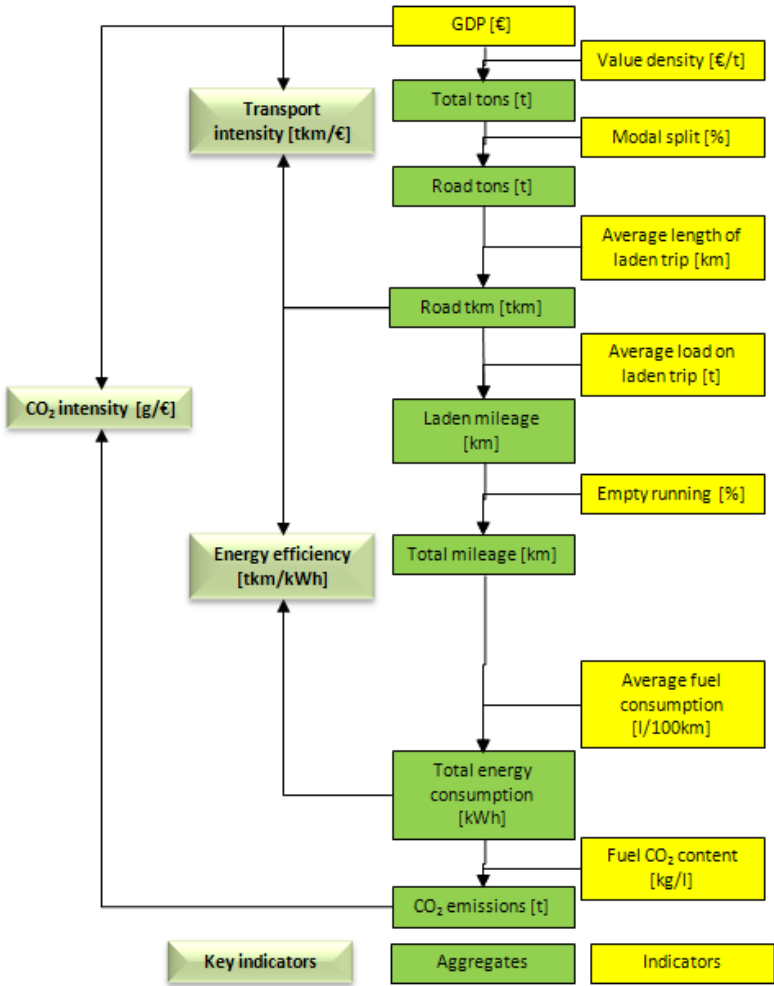 GDP [€]
Value density [€/t]
Total tons [t]
Transport
intensity [tkm/€]
Modal split [%]
Road tons [t]
Average length of
laden trip [km]
Road tkm [tkm]
Average load on
laden trip [t]
CO₂ intensity [g/€]
Laden mileage
[km]
Empty running [%]
Energy efficiency
[tkm/kWh]
Total mileage [km]
Average fuel
consumption
[l/100km]
Total energy
consumption
[kWh]
Fuel CO₂ content
[kg/l]
CO₂ emissions [t]
Key indicators
Aggregates
Indicators